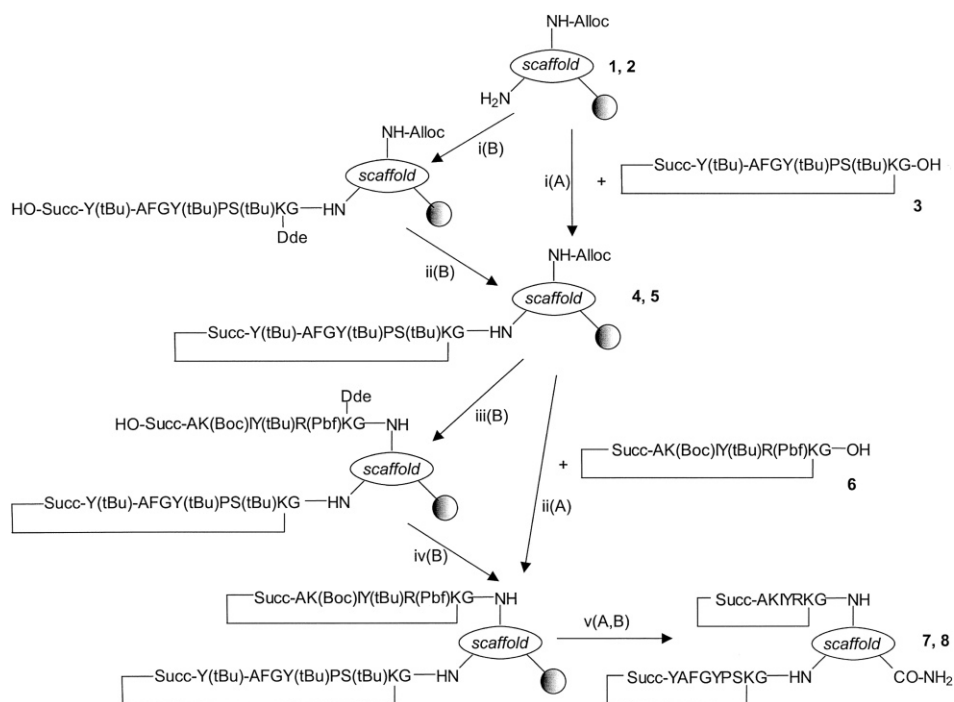 NH-Alloc
scaffold
1, 2
H₂N
NH-Alloc
i(B)
scaffold
i(A)
+
Succ-Y(tBu)-AFGY(tBu)PS(tBu)KG-OH
3
HO-Succ-Y(tBu)-AFGY(tBu)PS(tBu)KG—HN
Dde
ii(B)
NH-Alloc
scaffold
4, 5
Succ-Y(tBu)-AFGY(tBu)PS(tBu)KG—HN
Dde
HO-Succ-AK(Boc)IY(tBu)R(Pbf)KG—NH
iii(B)
scaffold
+
Succ-AK(Boc)IY(tBu)R(Pbf)KG—OH
6
ii(A)
Succ-Y(tBu)-AFGY(tBu)PS(tBu)KG—HN
iv(B)
Succ-AK(Boc)IY(tBu)R(Pbf)KG—NH
scaffold
v(A,B)
Succ-AKIYRKG—NH
scaffold
7, 8
Succ-Y(tBu)-AFGY(tBu)PS(tBu)KG—HN
Succ-YAFGYPSKG—HN
CO-NH₂